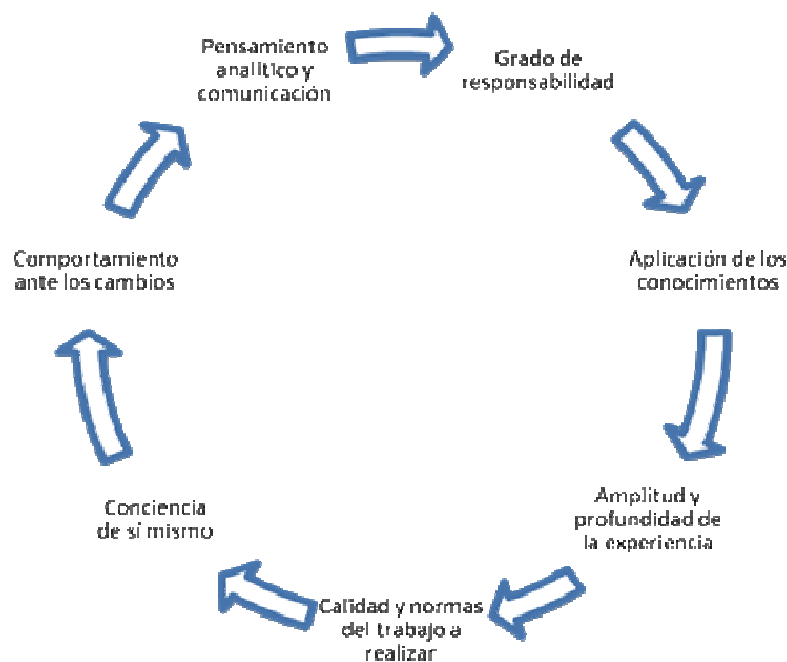 Pensamiento
analítico y
comunicación
Grado de
responsabilidad
Aplicación de los
conocimientos
Amplitud y
profundidad de
la experiencia
Calidad y normas
del trabajo a
realizar
Conciencia
de sí mismo
Comportamiento
ante los cambios